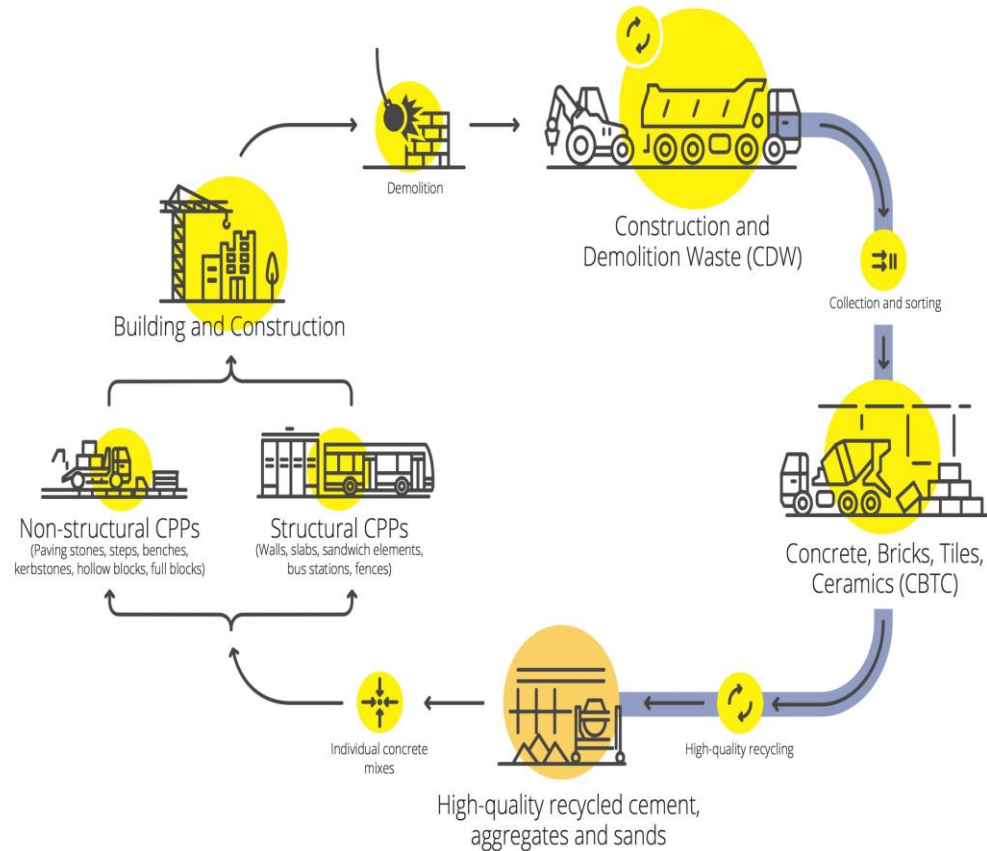 Demolition
Construction and
Demolition Waste (CDW)
Collection and sorting
Concrete, Bricks, Tiles,
Ceramics (CBTC)
High-quality recycling
High-quality recycled cement,
aggregates and sands
Individual concrete
mixes
Non-structural CPPs
(Paving stones, steps, benches,
kerbstones, hollow blocks, full blocks)
Structural CPPs
(Walls, slabs, sandwich elements,
bus stations, fences)
Building and Construction